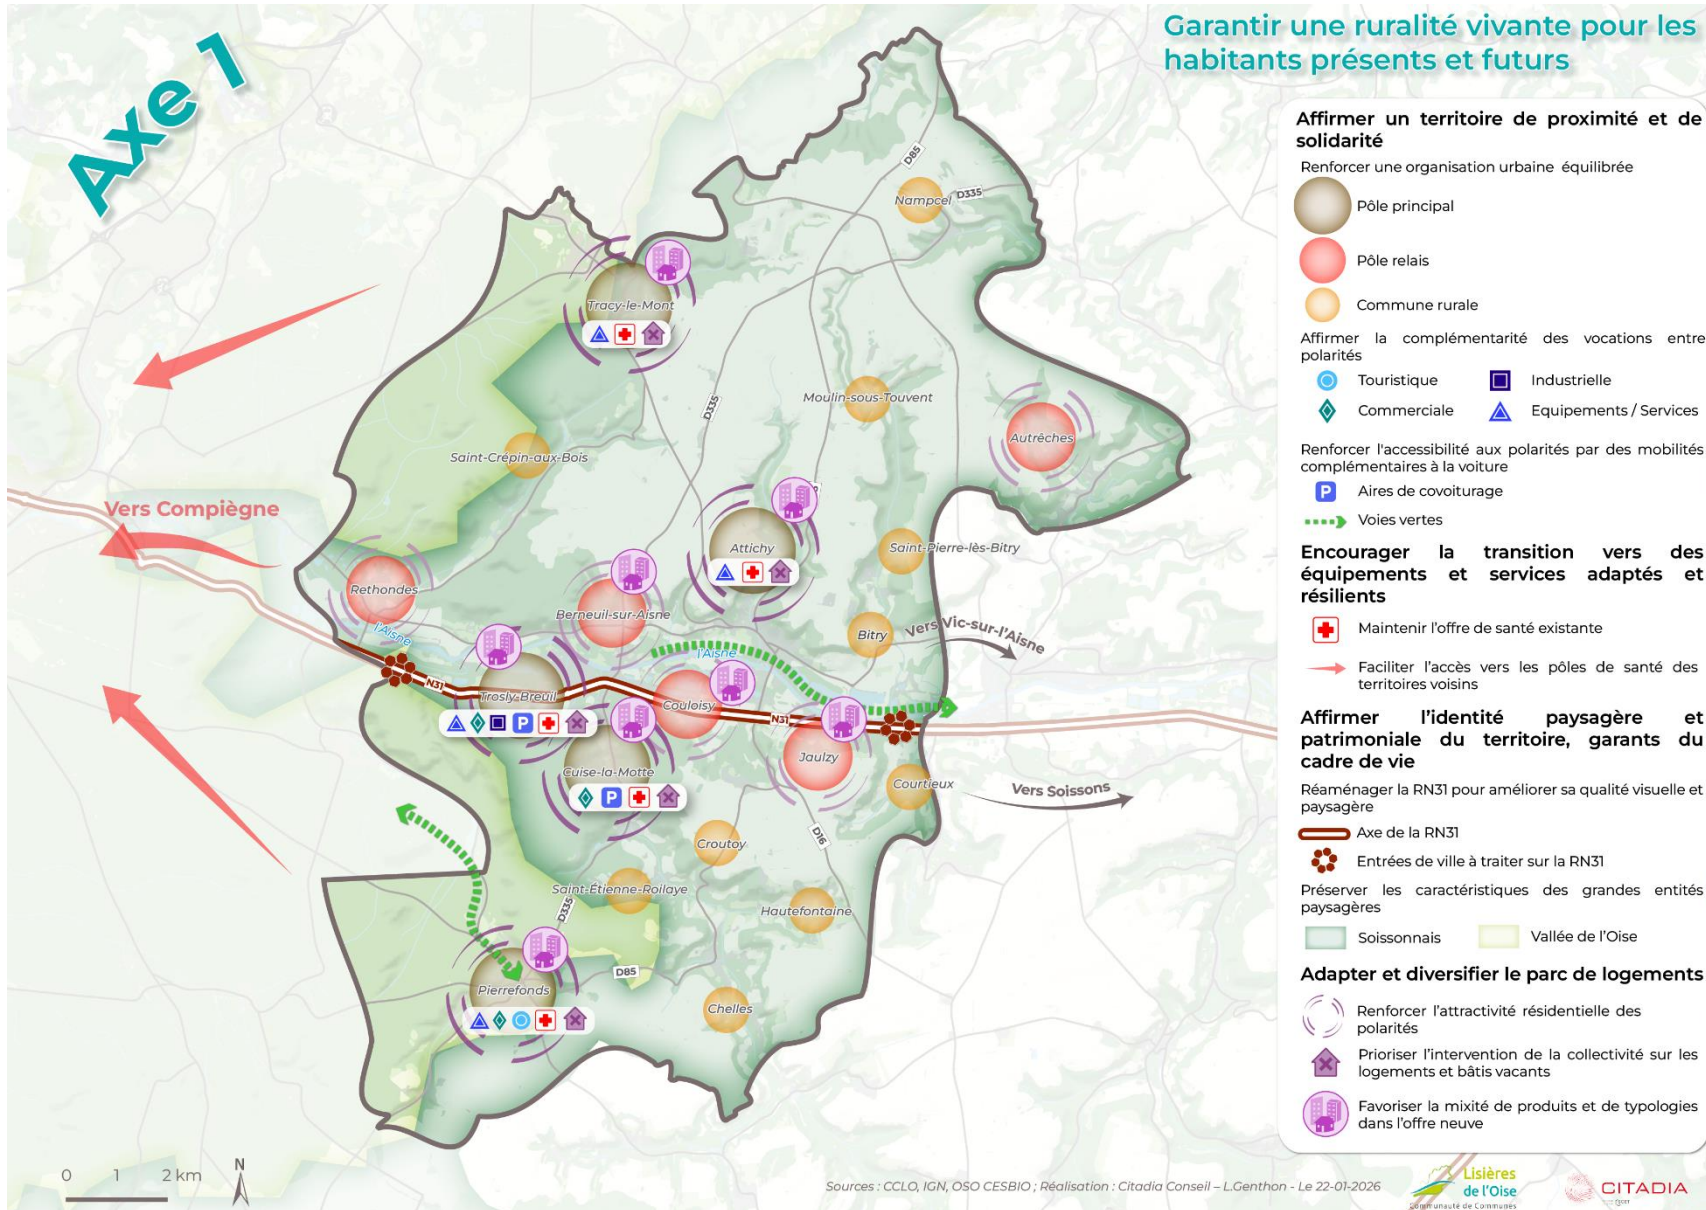 Axe 1
Garantir une ruralité vivante pour les
habitants présents et futurs
Affirmer un territoire de proximité et de
solidarité
Renforcer une organisation urbaine équilibrée
Pôle principal
Pôle relais
Commune rurale
Affirmer la complémentarité des vocations entre
polarités
Touristique
Industrielle
Commerciale
Equipements / Services
Renforcer l'accessibilité aux polarités par des mobilités
complémentaires à la voiture
P
Aires de covoiturage
Voies vertes
Encourager la transition vers des
équipements et services adaptés et
résilients
Maintenir l'offre de santé existante
Faciliter l'accès vers les pôles de santé des
territoires voisins
Affirmer l'identité paysagère et
patrimoniale du territoire, garants du
cadre de vie
Réaménager la RN31 pour améliorer sa qualité visuelle et
paysagère
Axe de la RN31
Entrées de ville à traiter sur la RN31
Préserver les caractéristiques des grandes entités
paysagères
Soissonnais
Vallée de l'Oise
Adapter et diversifier le parc de logements
Renforcer l'attractivité résidentielle des
polarités
Prioriser l'intervention de la collectivité sur les
logements et bâtis vacants
Favoriser la mixité de produits et de typologies
dans l'offre neuve
D85
Nampcel
D335
Tracy-le-Mont
Moulin-sous-Touvent
D335
Autrêches
Saint-Crépin-aux-Bois
Vers Compiègne
Attichy
Saint-Pierre-lès-Bitry
Rethondes
Berneuil-sur-Aisne
l'Aisne
Bitry
Vers Vic-sur-l'Aisne
l'Aisne
N31
Trosly-Breuil
Couloisy
N31
P
Cuise-la-Motte
Jaulzy
Courtieux
P
Vers Soissons
Croutoy
D16
Saint-Étienne-Roilaye
D335
Hautefontaine
D85
Pierrefonds
Chelles
0 1 2 km
N
Sources : CCLO, IGN, OSO CESBIO ; Réalisation : Citadia Conseil – L.Genthon - Le 22-01-2026
Lisières
de l'Oise
Communauté de Communes
CITADIA